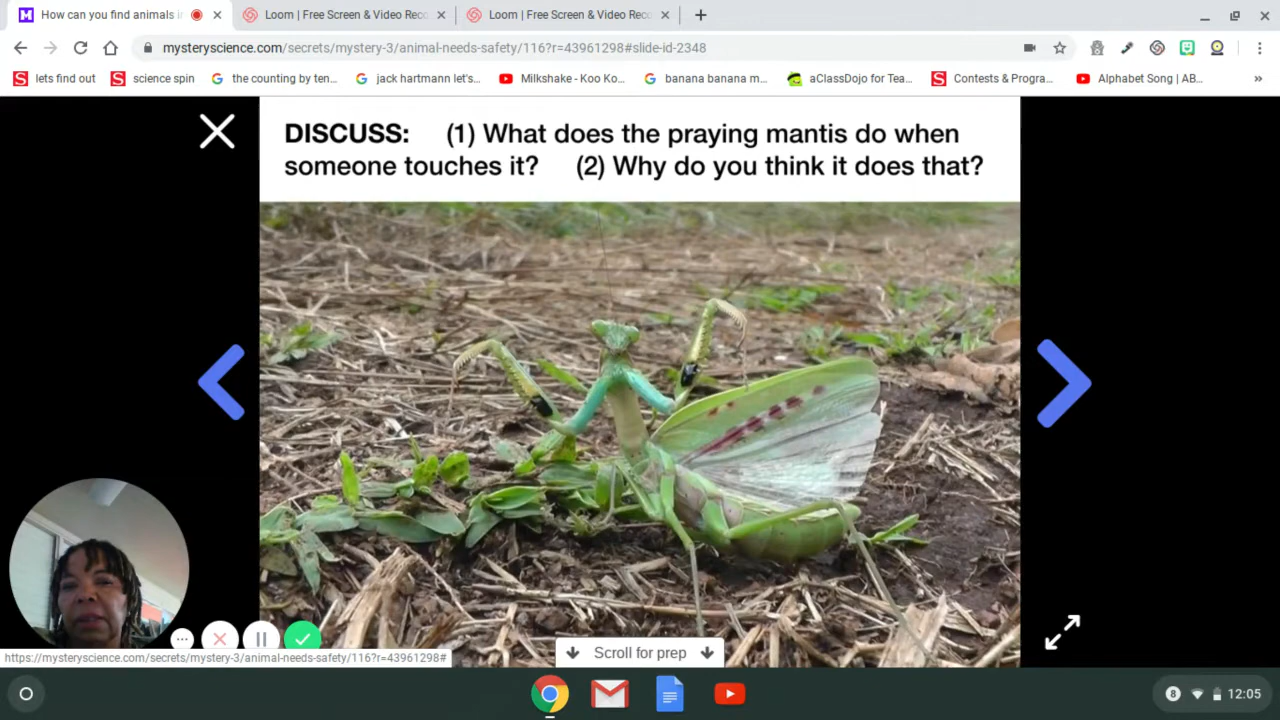 How can you find animals i
Loom | Free Screen & Video Reco
Loom | Free Screen & Video Reco
mysteryscience.com/secrets/mystery-3/animal-needs-safety/116?r=43961298#slide-id-2348
lets find out
science spin
the counting by ten...
jack hartmann let's...
Milkshake - Koo Ko...
banana banana m...
aClassDojo for Tea...
Contests & Progra...
Alphabet Song | AB...
DISCUSS: (1) What does the praying mantis do when
someone touches it? (2) Why do you think it does that?
Scroll for prep
https://mysteryscience.com/secrets/mystery-3/animal-needs-safety/116?r=43961298#
8
12:05